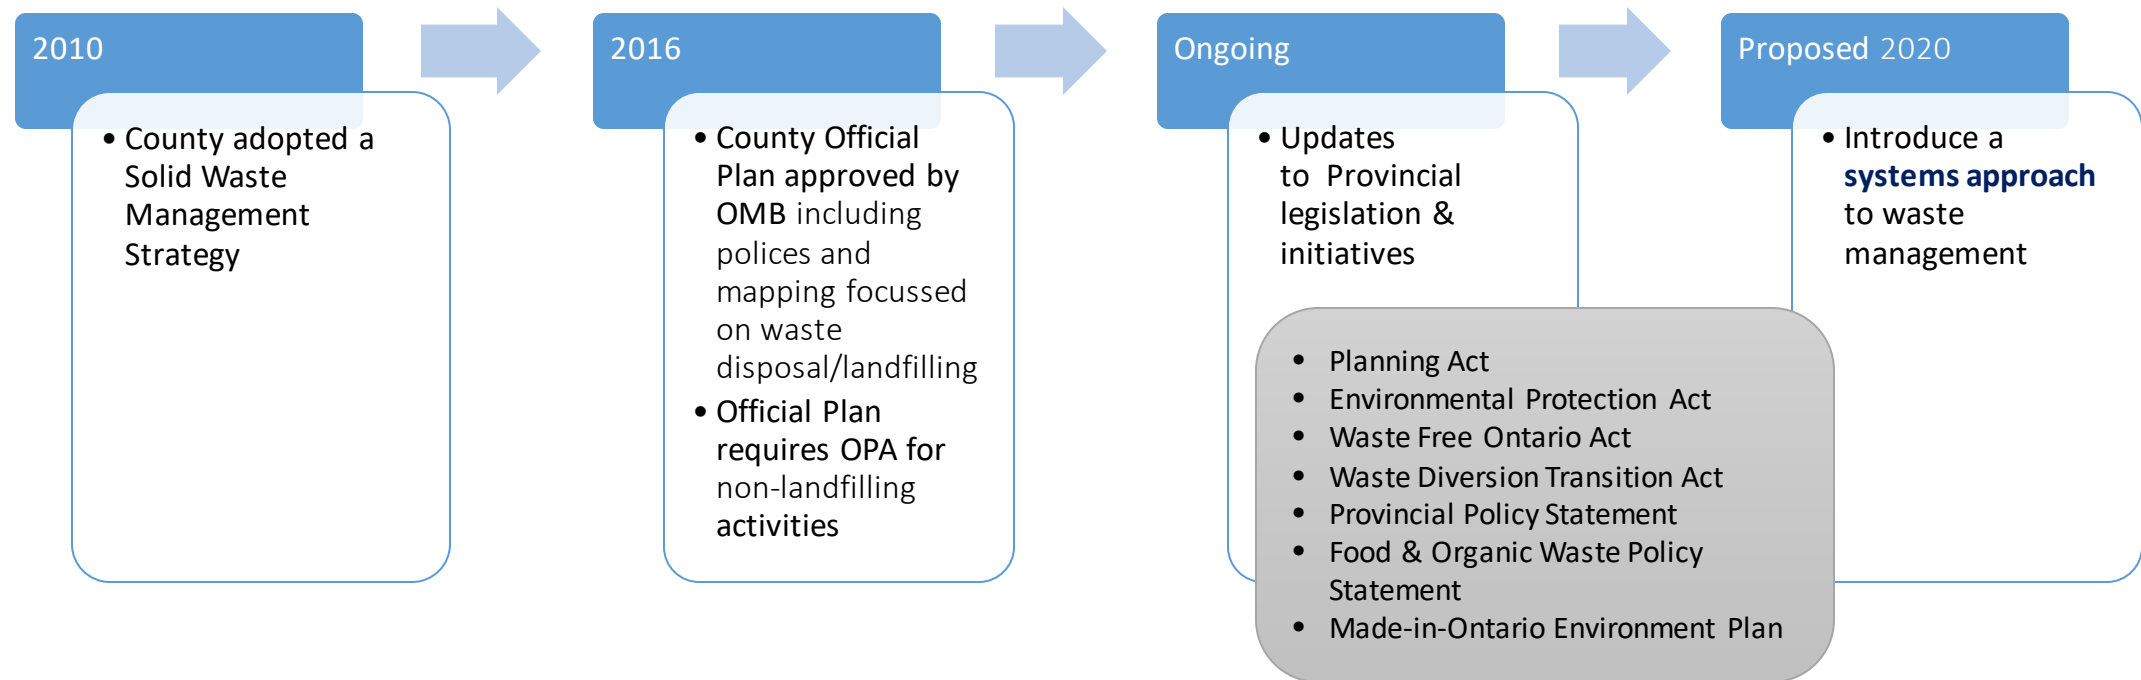 2010
• County adopted a
Solid Waste
Management
Strategy
2016
• County Official
Plan approved by
OMB including
polices and
mapping focussed
on waste
disposal/landfilling
• Official Plan
requires OPA for
non-landfilling
activities
Ongoing
• Updates
to Provincial
legislation &
initiatives
• Planning Act
• Environmental Protection Act
• Waste Free Ontario Act
• Waste Diversion Transition Act
• Provincial Policy Statement
• Food & Organic Waste Policy
Statement
• Made-in-Ontario Environment Plan
Proposed 2020
• Introduce a
systems approach
to waste
management